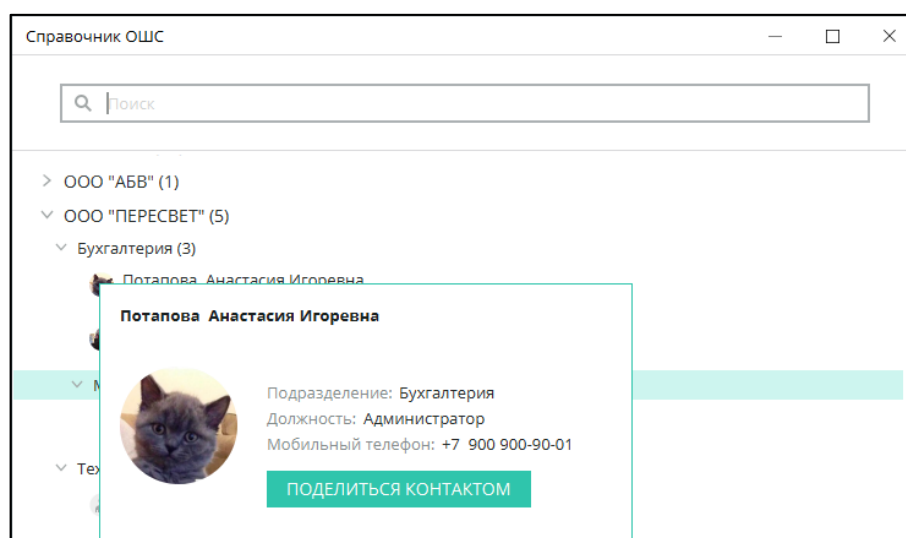 Справочник ОШС
Поиск
ООО "АБВ" (1)
ООО "ПЕРЕСВЕТ" (5)
Бухгалтерия (3)
Потапова Анастасия Игоревна
Потапова Анастасия Игоревна
Подразделение: Бухгалтерия
Должность: Администратор
Мобильный телефон: +7 900 900-90-01
ПОДЕЛИТЬСЯ КОНТАКТОМ